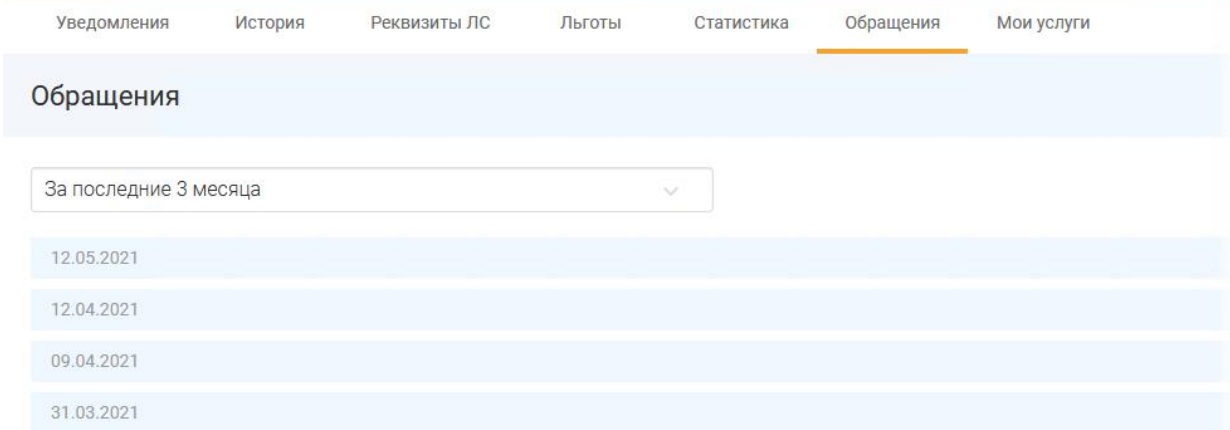 Уведомления История Реквизиты ЛС Льготы Статистика Обращения Мои услуги
Обращения
За последние 3 месяца
12.05.2021
12.04.2021
09.04.2021
31.03.2021